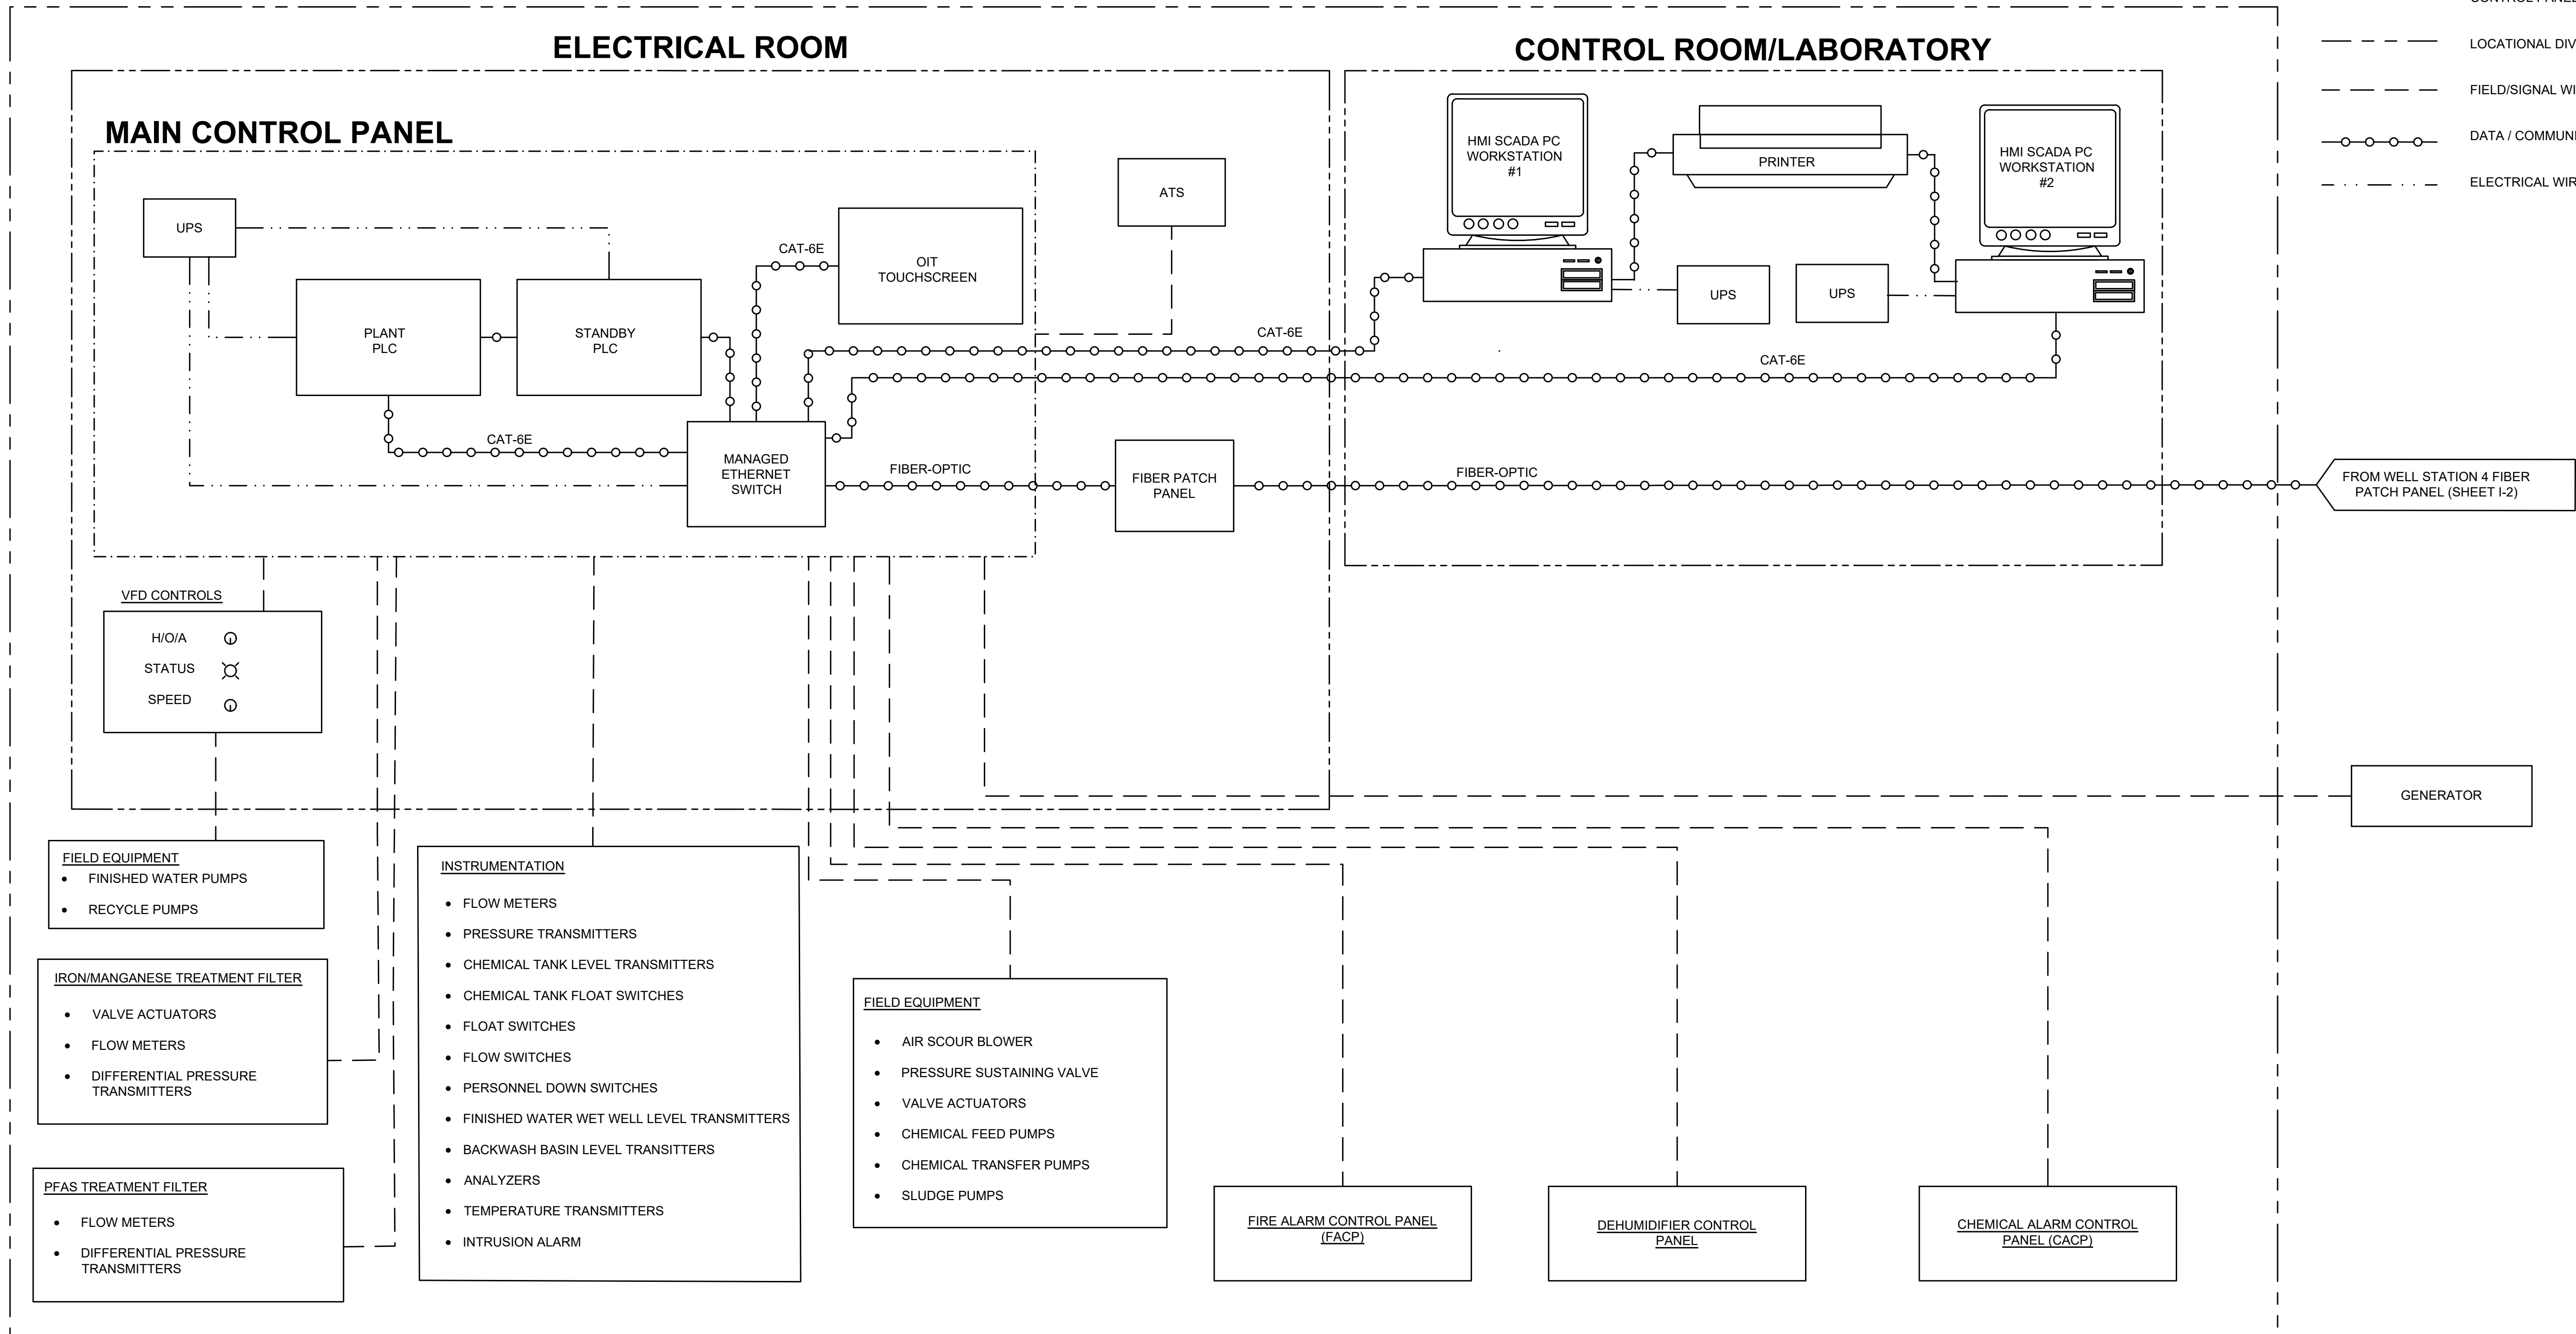 ELECTRICAL ROOM
CONTROL ROOM/LABORATORY
LOCATIONAL
FIELD/SIGNAL
DATA /
ELECTRICAL
MAIN CONTROL PANEL
UPS
PLANT
PLC
STANDBY
PLC
CAT-6E
OIT
TOUCHSCREEN
ATS
CAT-6E
MANAGED
ETHERNET
SWITCH
FIBER-OPTIC
FIBER PATCH
PANEL
CAT-6E
HMI SCADA PC
WORKSTATION
#1
PRINTER
HMI SCADA PC
WORKSTATION
#2
UPS
UPS
CAT-6E
FIBER-OPTIC
FROM WELL STATION 4 FIBER
PATCH PANEL (SHEET I-2)
VFD CONTROLS
H/O/A
STATUS
SPEED
GENERATOR
FIELD EQUIPMENT
• FINISHED WATER PUMPS
• RECYCLE PUMPS
IRON/MANGANESE TREATMENT FILTER
• VALVE ACTUATORS
• FLOW METERS
• DIFFERENTIAL PRESSURE
TRANSMITTERS
PFAS TREATMENT FILTER
• FLOW METERS
• DIFFERENTIAL PRESSURE
TRANSMITTERS
INSTRUMENTATION
• FLOW METERS
• PRESSURE TRANSMITTERS
• CHEMICAL TANK LEVEL TRANSMITTERS
• CHEMICAL TANK FLOAT SWITCHES
• FLOAT SWITCHES
• FLOW SWITCHES
• PERSONNEL DOWN SWITCHES
• FINISHED WATER WET WELL LEVEL TRANSMITTERS
• BACKWASH BASIN LEVEL TRANSITTERS
• ANALYZERS
• TEMPERATURE TRANSMITTERS
• INTRUSION ALARM
FIELD EQUIPMENT
• AIR SCOUR BLOWER
• PRESSURE SUSTAINING VALVE
• VALVE ACTUATORS
• CHEMICAL FEED PUMPS
• CHEMICAL TRANSFER PUMPS
• SLUDGE PUMPS
FIRE ALARM CONTROL PANEL
(FACP)
DEHUMIDIFIER CONTROL
PANEL
CHEMICAL ALARM CONTROL
PANEL (CACP)